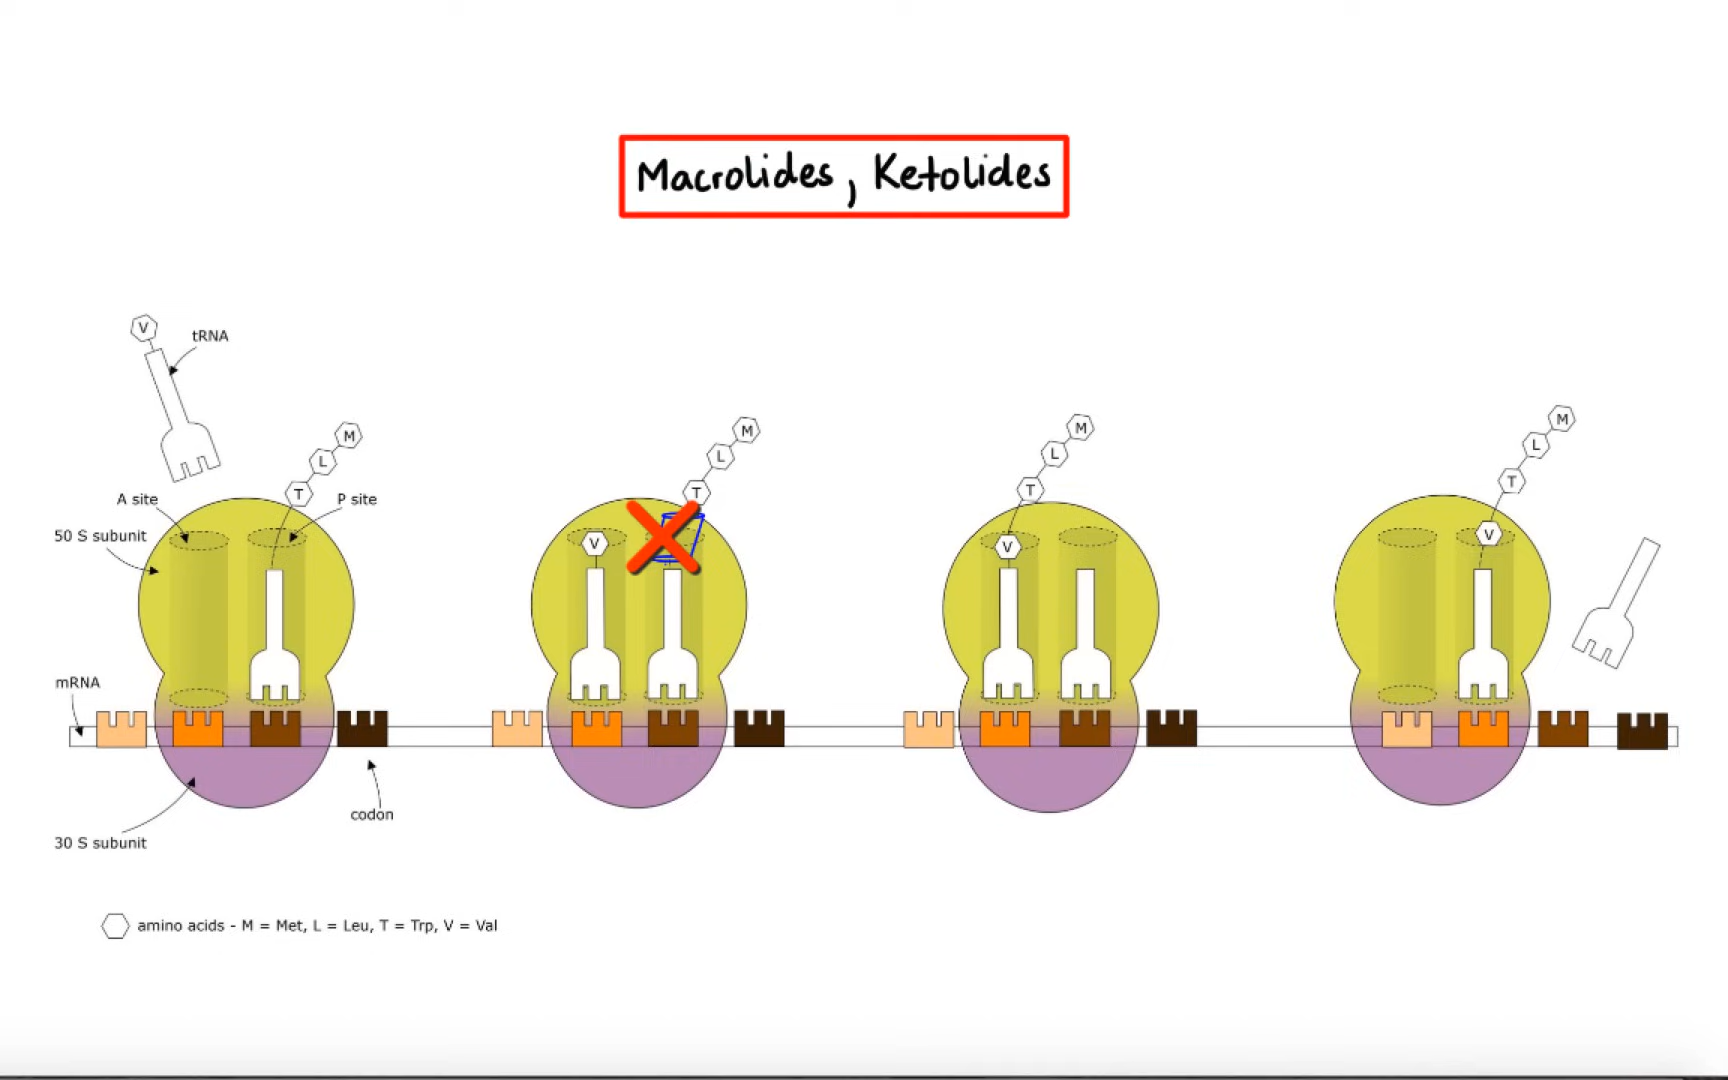 Macrolides, Ketolides
V
tRNA
M
L
T
A site
P site
50 S subunit
mRNA
30 S subunit
codon
M
L
T
V
M
L
T
V
M
L
T
V
amino acids - M = Met, L = Leu, T = Trp, V = Val